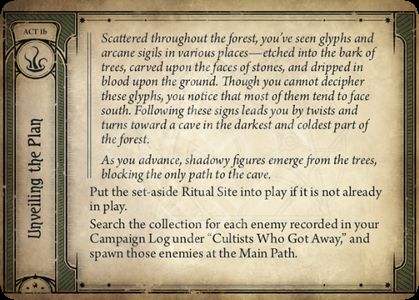 ACT 1b
Unveiling the Plan
Scattered throughout the forest, you've seen glyphs and
arcane sigils in various places—etched into the bark of
trees, carved upon the faces of stones, and dripped in
blood upon the ground. Though you cannot decipher
these glyphs, you notice that most of them tend to face
south. Following these signs leads you by twists and
turns toward a cave in the darkest and coldest part of
the forest.
As you advance, shadowy figures emerge from the trees,
blocking the only path to the cave.
Put the set-aside Ritual Site into play if it is not already
in play.
Search the collection for each enemy recorded in your
Campaign Log under “Cultists Who Got Away,” and
spawn those enemies at the Main Path.